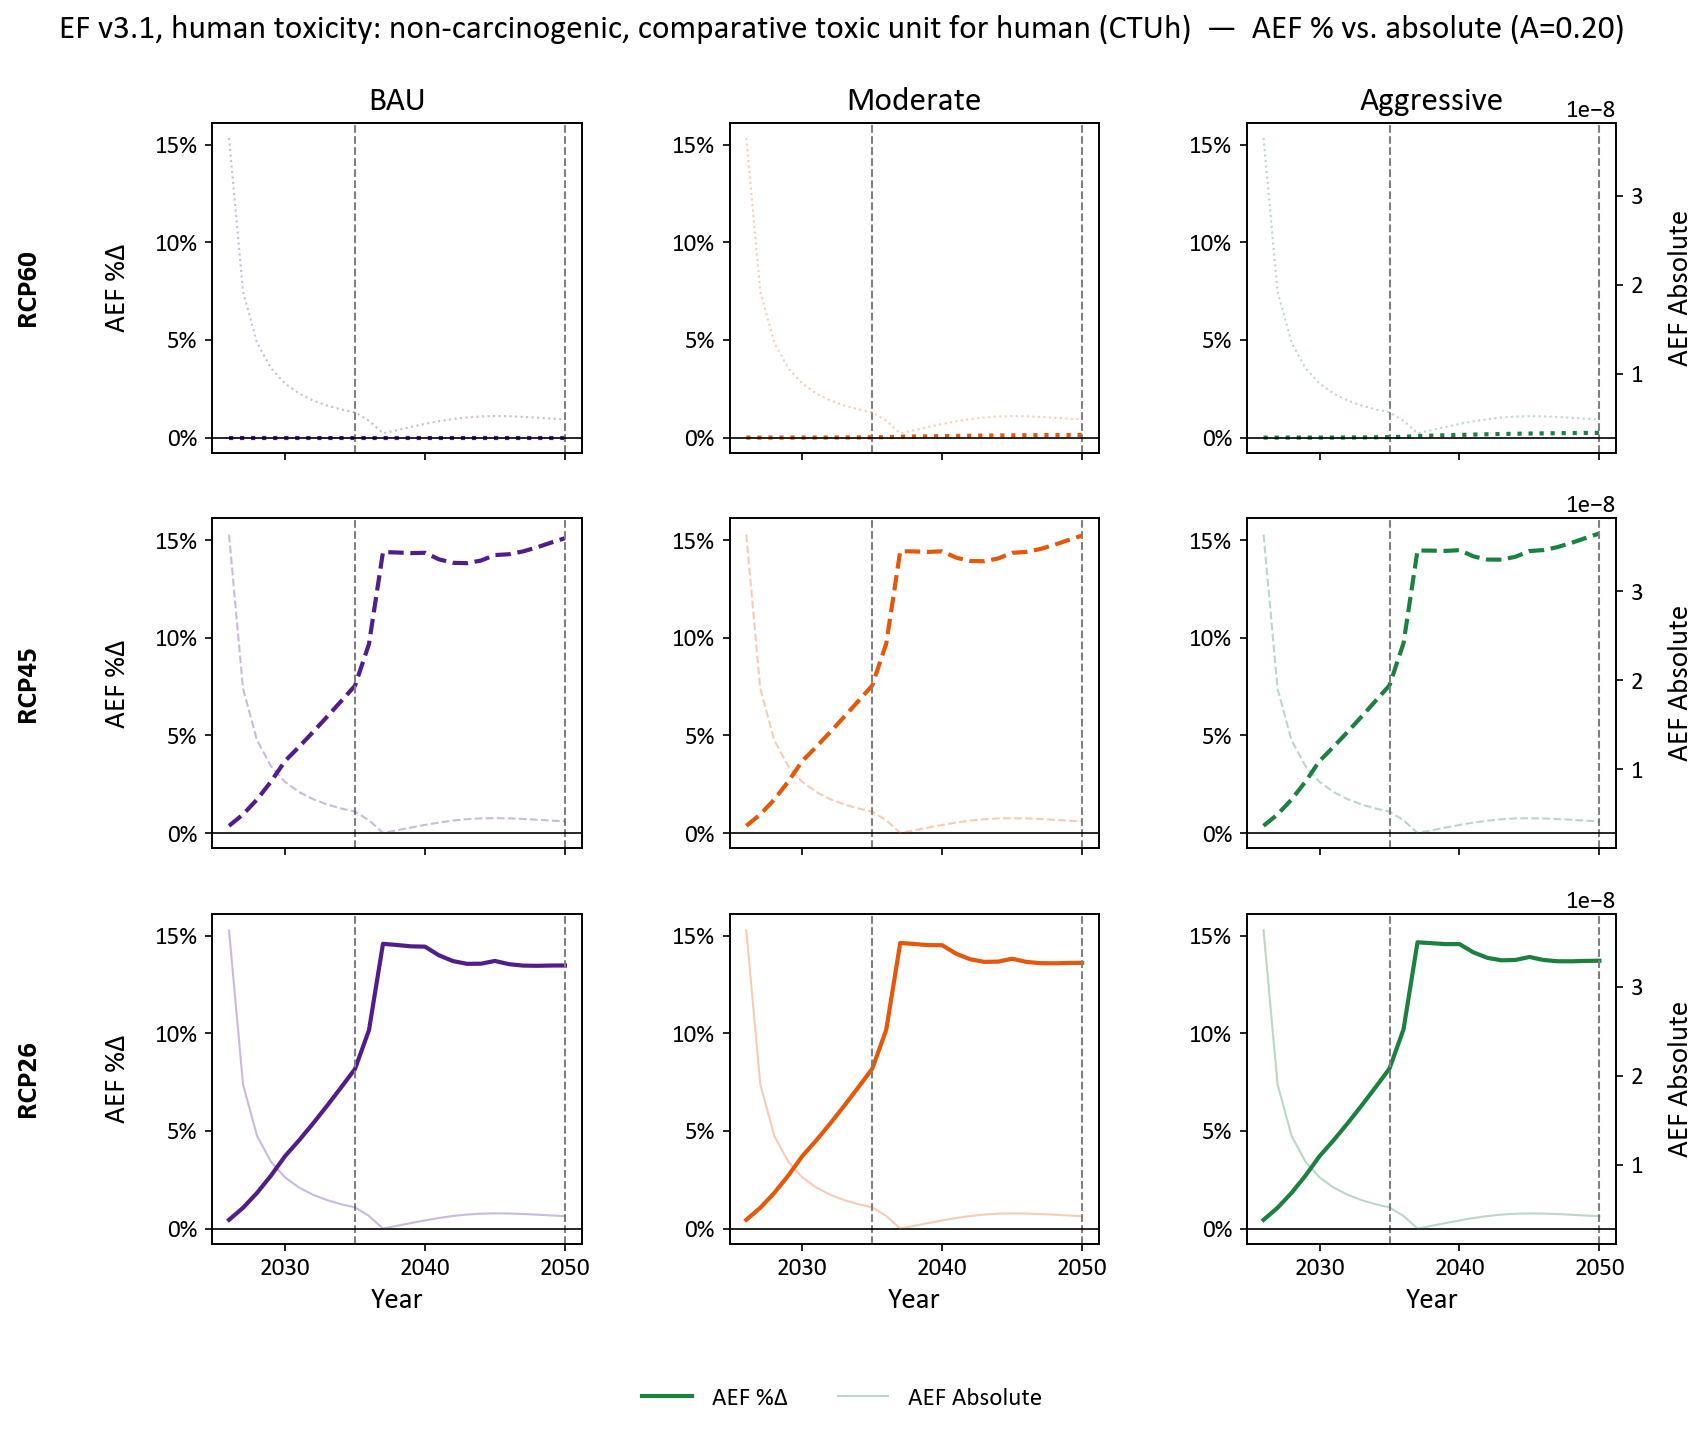 EF v3.1, human toxicity: non-carcinogenic, comparative toxic unit for human (CTUh) — AEF % vs. absolute (A=0.20)
BAU
Moderate
Aggressive
1e−8
RCP60
AEF %Δ
15%
10%
5%
0%
15%
10%
5%
0%
15%
10%
5%
0%
3
2
1
AEF Absolute
1e−8
RCP45
AEF %Δ
15%
10%
5%
0%
15%
10%
5%
0%
15%
10%
5%
0%
3
2
1
AEF Absolute
1e−8
RCP26
AEF %Δ
15%
10%
5%
0%
15%
10%
5%
0%
15%
10%
5%
0%
3
2
1
AEF Absolute
2030 2040 2050
2030 2040 2050
2030 2040 2050
Year
Year
Year
AEF %Δ
AEF Absolute